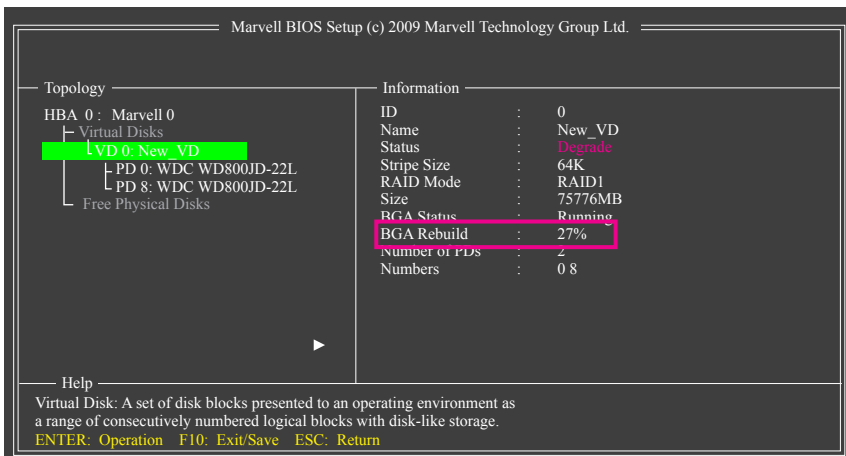 Marvell BIOS Setup (c) 2009 Marvell Technology Group Ltd.
Topology
HBA 0 : Marvell 0
Virtual Disks
VD 0: New_VD
PD 0: WDC WD800JD-22L
PD 8: WDC WD800JD-22L
Free Physical Disks
Information
ID : 0
Name : New_VD
Status : Degrade
Stripe Size : 64K
RAID Mode : RAID1
Size : 75776MB
BGA Status : Running
BGA Rebuild : 27%
Number of PDs : 2
Numbers : 0 8
Help
Virtual Disk: A set of disk blocks presented to an operating environment as
a range of consecutively numbered logical blocks with disk-like storage.
ENTER: Operation F10: Exit/Save ESC: Return